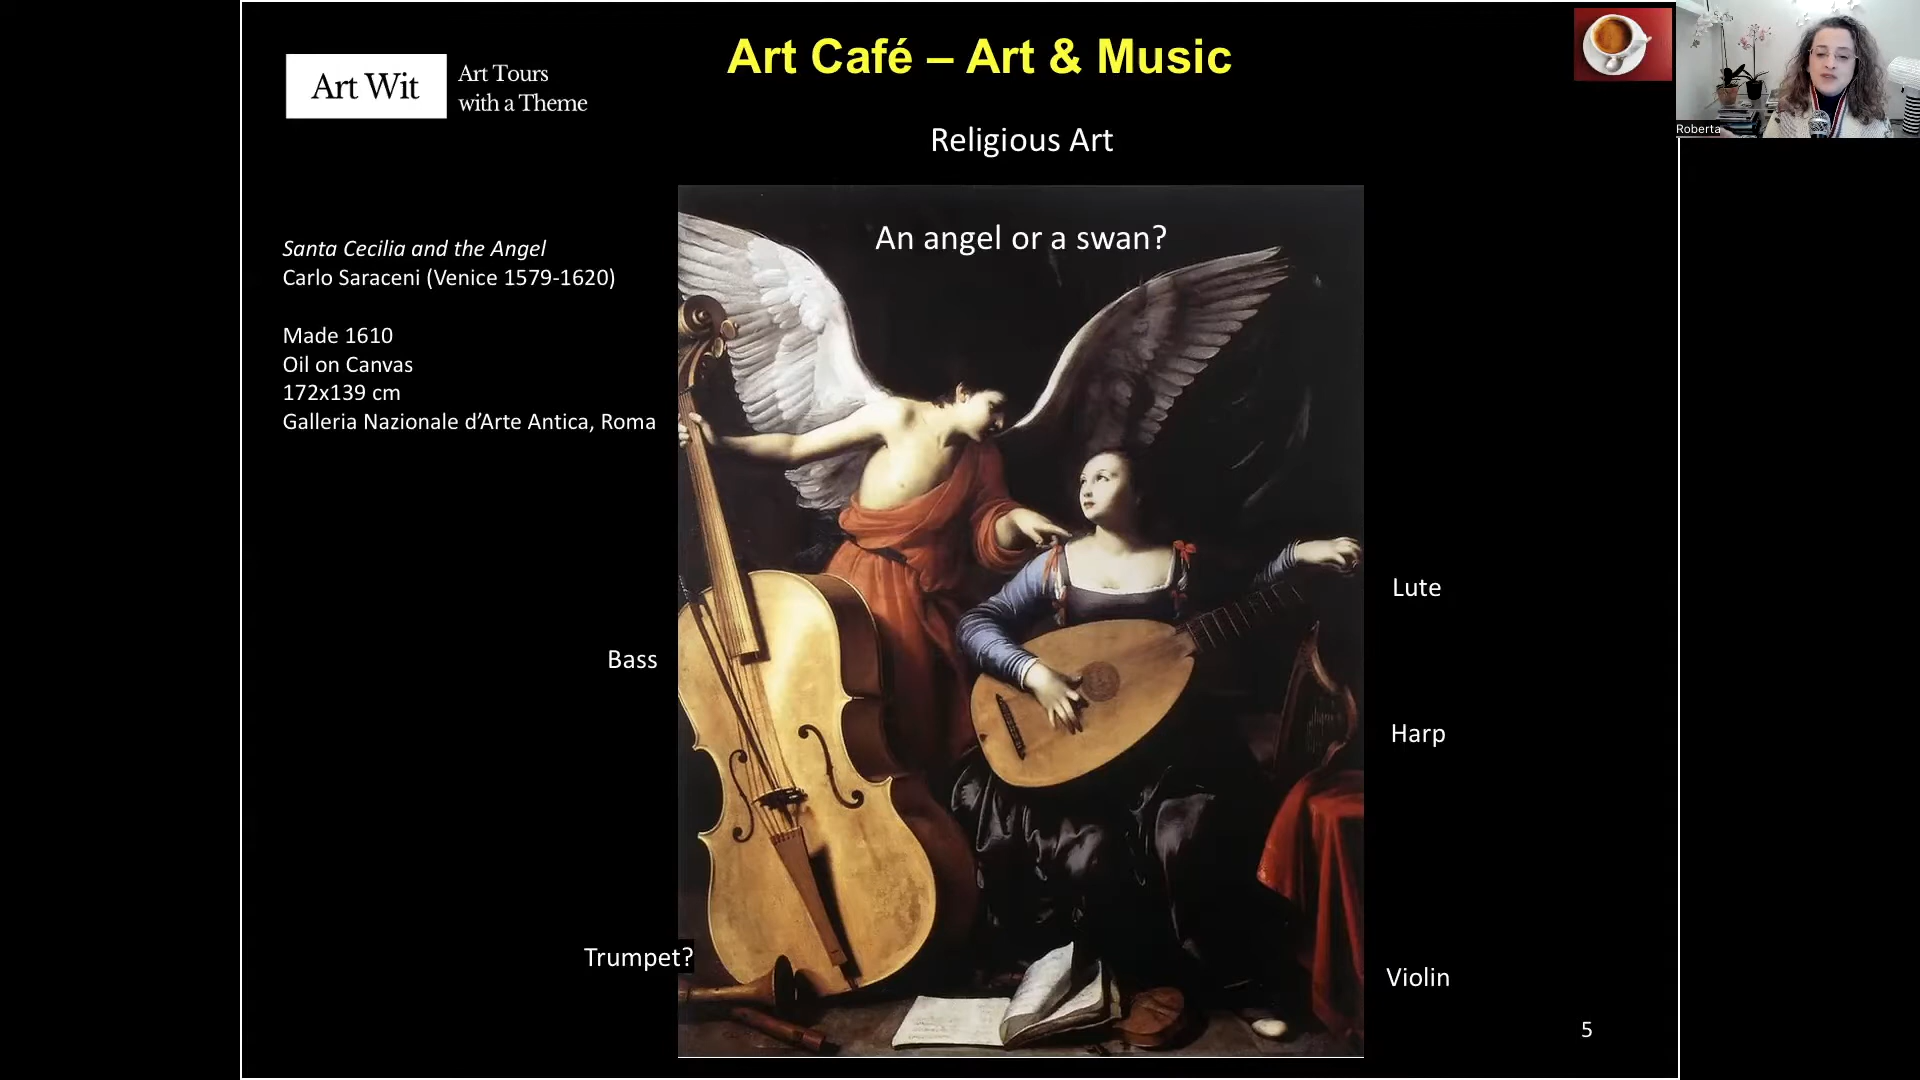 Art Wit
Art Tours
with a Theme
Art Café – Art & Music
Roberta
Religious Art
Santa Cecilia and the Angel
Carlo Saraceni (Venice 1579-1620)
Made 1610
Oil on Canvas
172x139 cm
Galleria Nazionale d’Arte Antica, Roma
An angel or a swan?
Lute
Bass
Harp
Trumpet?
Violin
5